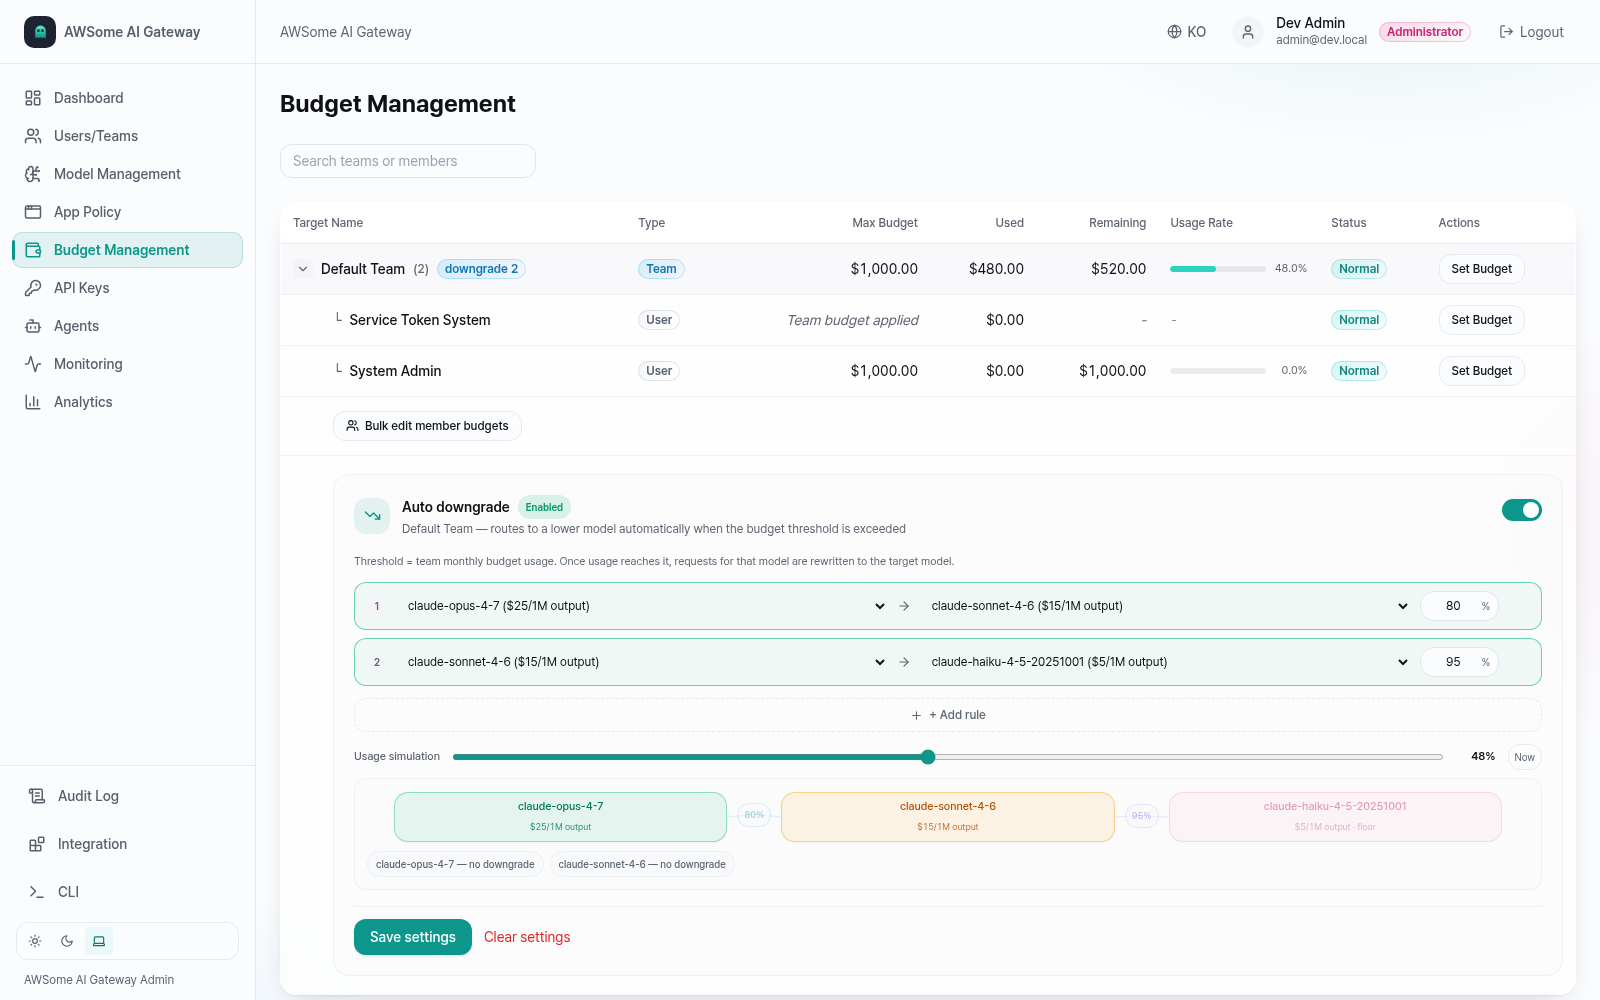 AWSome AI Gateway
AWSome AI Gateway
KO
Dev Admin
admin@dev.local
Administrator
Logout
Dashboard
Users/Teams
Model Management
App Policy
Budget Management
API Keys
Agents
Monitoring
Analytics
Audit Log
Integration
CLI
AWSome AI Gateway Admin
Budget Management
Search teams or members
Target Name Type Max Budget Used Remaining Usage Rate Status Actions
Default Team (2) downgrade 2 Team $1,000.00 $480.00 $520.00 48.0% Normal Set Budget
└ Service Token System User Team budget applied $0.00 - - Normal Set Budget
└ System Admin User $1,000.00 $0.00 $1,000.00 0.0% Normal Set Budget
Bulk edit member budgets
Auto downgrade Enabled
Default Team — routes to a lower model automatically when the budget threshold is exceeded
Threshold = team monthly budget usage. Once usage reaches it, requests for that model are rewritten to the target model.
1 claude-opus-4-7 ($25/1M output) → claude-sonnet-4-6 ($15/1M output) 80 %
2 claude-sonnet-4-6 ($15/1M output) → claude-haiku-4-5-20251001 ($5/1M output) 95 %
+ + Add rule
Usage simulation 48% Now
claude-opus-4-7 80% claude-sonnet-4-6 95% claude-haiku-4-5-20251001
$25/1M output $15/1M output $5/1M output · floor
claude-opus-4-7 — no downgrade claude-sonnet-4-6 — no downgrade
Save settings Clear settings